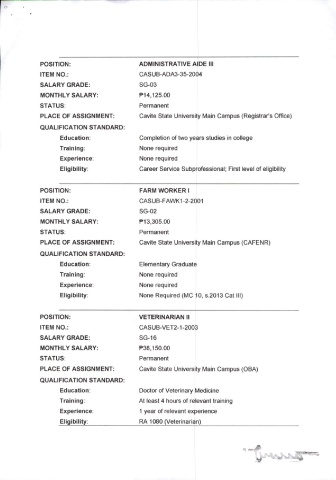 POSITION: ADMINISTRATIVE AIDE III
ITEM NO.: CASUB-ADA3-35-2004
SALARY GRADE: SG-03
MONTHLY SALARY: ₱14,125.00
STATUS: Permanent
PLACE OF ASSIGNMENT: Cavite State University Main Campus (Registrar's Office)
QUALIFICATION STANDARD:
Education: Completion of two years studies in college
Training: None required
Experience: None required
Eligibility: Career Service Subprofessional; First level of eligibility
POSITION: FARM WORKER I
ITEM NO.: CASUB-FAWK1-2-2001
SALARY GRADE: SG-02
MONTHLY SALARY: ₱13,305.00
STATUS: Permanent
PLACE OF ASSIGNMENT: Cavite State University Main Campus (CAFENR)
QUALIFICATION STANDARD:
Education: Elementary Graduate
Training: None required
Experience: None required
Eligibility: None Required (MC 10, s.2013 Cat III)
POSITION: VETERINARIAN II
ITEM NO.: CASUB-VET2-1-2003
SALARY GRADE: SG-16
MONTHLY SALARY: ₱38,150.00
STATUS: Permanent
PLACE OF ASSIGNMENT: Cavite State University Main Campus (OBA)
QUALIFICATION STANDARD:
Education: Doctor of Veterinary Medicine
Training: At least 4 hours of relevant training
Experience: 1 year of relevant experience
Eligibility: RA 1080 (Veterinarian)